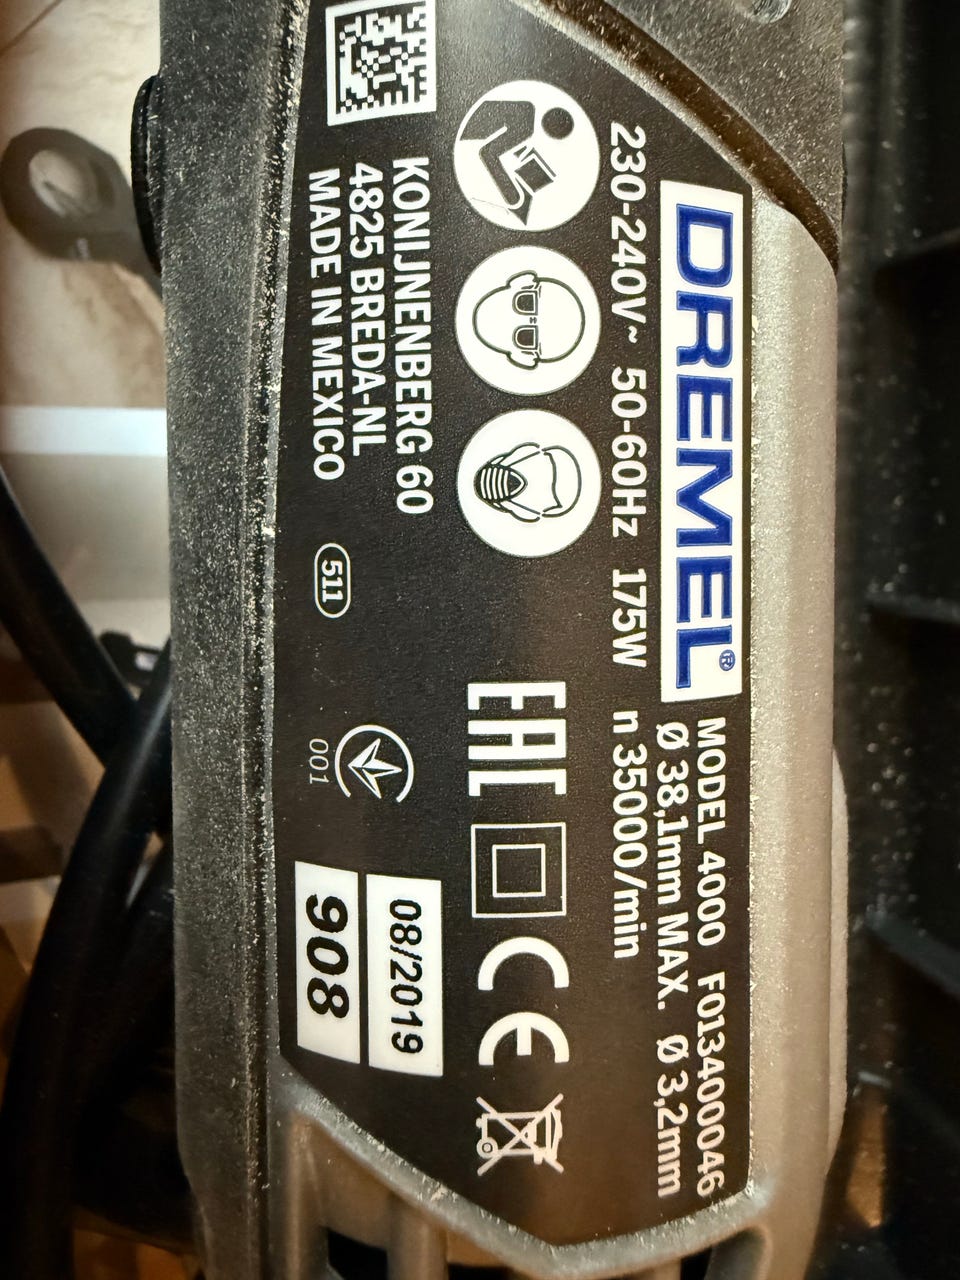 DREMEL®
MODEL 4000 F013400046
Ø 38,1mm MAX. Ø 3,2mm
230-240V~ 50-60Hz 175W n 35000/min
EAC
CE
KONIJNENBERG 60
4825 BREDA-NL
MADE IN MEXICO
511
001
08/2019
908